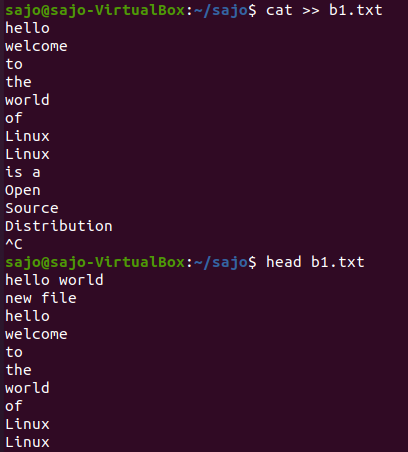 sajo@sajo-VirtualBox:~/sajo$ cat >> b1.txt
hello
welcome
to
the
world
of
Linux
Linux
is a
Open
Source
Distribution
^C
sajo@sajo-VirtualBox:~/sajo$ head b1.txt
hello world
new file
hello
welcome
to
the
world
of
Linux
Linux